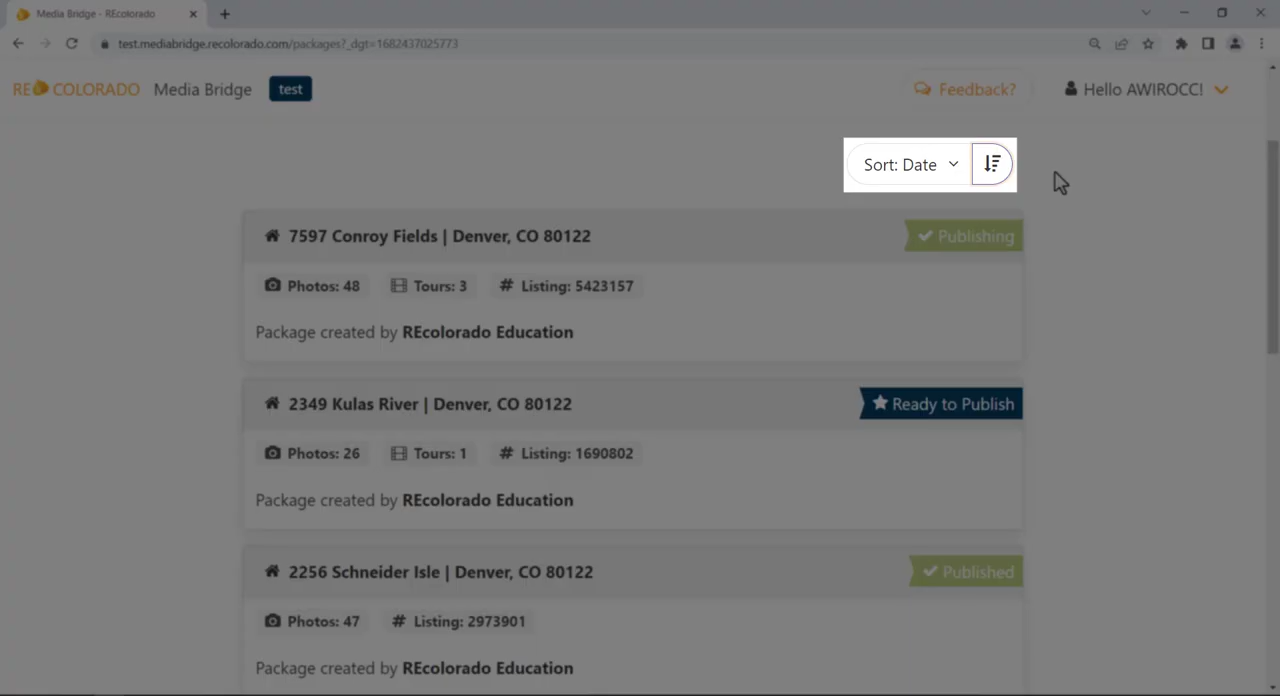 Media Bridge - REcolorado
test.mediabridge.recolorado.com/packages?_dgt=1682437025773
RECOLORADO Media Bridge test Feedback? Hello AWIROCC!
Sort: Date
7597 Conroy Fields | Denver, CO 80122 Publishing
Photos: 48 Tours: 3 # Listing: 5423157
Package created by REcolorado Education
2349 Kulas River | Denver, CO 80122 Ready to Publish
Photos: 26 Tours: 1 # Listing: 1690802
Package created by REcolorado Education
2256 Schneider Isle | Denver, CO 80122 Published
Photos: 47 # Listing: 2973901
Package created by REcolorado Education